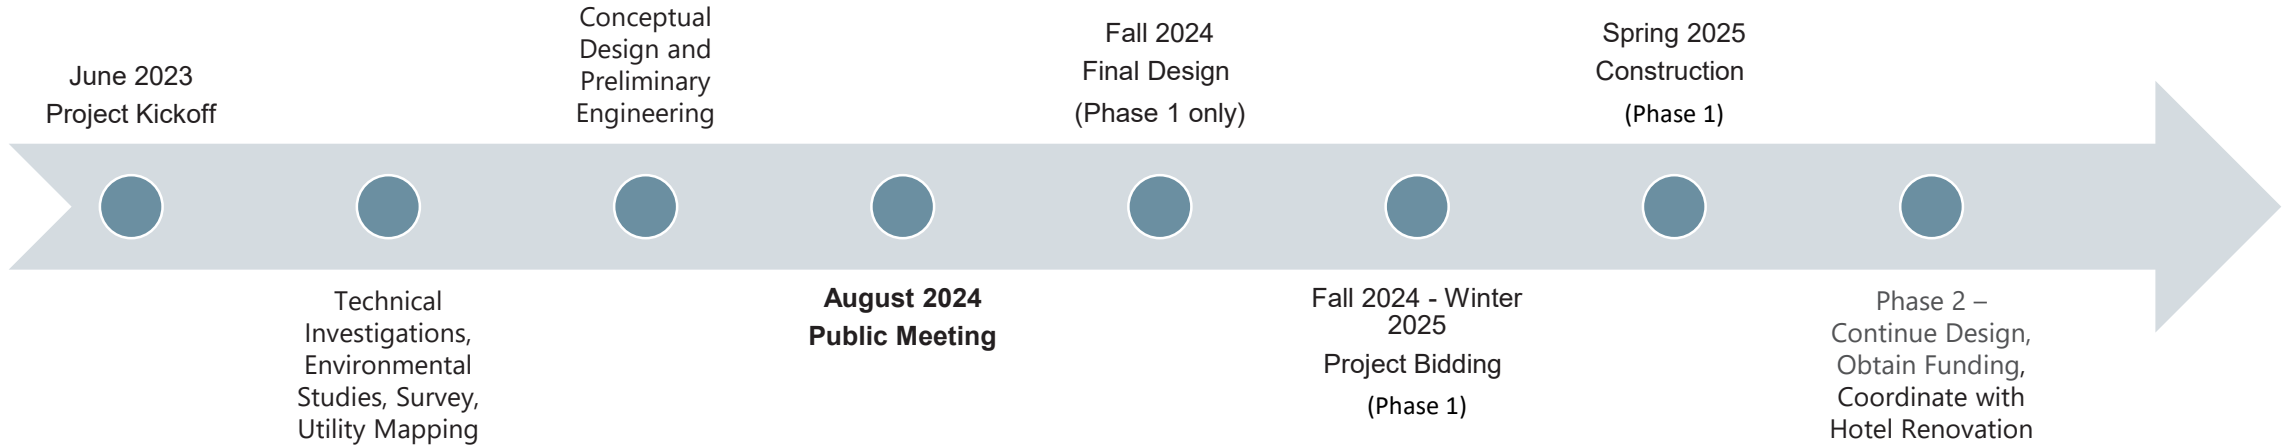 June 2023
Project Kickoff
Technical
Investigations,
Environmental
Studies, Survey,
Utility Mapping
Conceptual
Design and
Preliminary
Engineering
August 2024
Public Meeting
Fall 2024
Final Design
(Phase 1 only)
Fall 2024 - Winter
2025
Project Bidding
(Phase 1)
Spring 2025
Construction
(Phase 1)
Phase 2 –
Continue Design,
Obtain Funding,
Coordinate with
Hotel Renovation